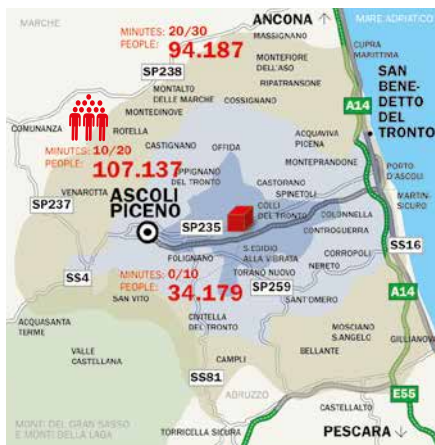 MARCHE
MINUTES: 20/30
PEOPLE:
94.187
ANCONA ↑
MARE ADRIATICO
MASSIGNANO
CUPRA
MARITTIVIA
SP238
MONTEFIORE
DELL'ASO
RIPATRANSONE
SAN
BENE-
DETTO
DEL
TRONTO
MONTALTO
DELLE MARCHE
COSSIGNANO
MONTEDINOVE
A14
COMUNANZA
ROTELLA
ACQUAVIVA
PICENA
CASTIGNANO
OFFIDA
MINUTES: 10/20
PEOPLE:
107.137
MONTEPRANDONE
PORTO
D'ASCOLI
APPIGNANO
DEL TRONTO
CASTORANO
SPINETOLI
VENAROTTA
MARTIN-
SICURO
ASCOLI
PICENO
SP237
COLLI
DEL TRONTO
COLONNELLA
SP235
CONTROGUERRA
S.EGIDIO
ALLA VIBRATA
CORROPOLI
SS16
FOLIGNANO
NERETO
SS4
MINUTES: 0/10
PEOPLE:
34.179
TORANO NUOVO
SP259
A14
SAN VITO
SANT'OMERO
ACQUASANTA
TERME
CIVITELLA
DEL TRONTO
MOSCIANO
S.ANGELO
GILLIANOVA
VALLE
CASTELLANA
BELLANTE
CAMPLI
SS81
ABRUZZO
E55
CASTELLALTO
MONTI DEL GRAN SASSO
E MONTI BELLA LAGA
TORRICELLA SICURA
PESCARA ↓